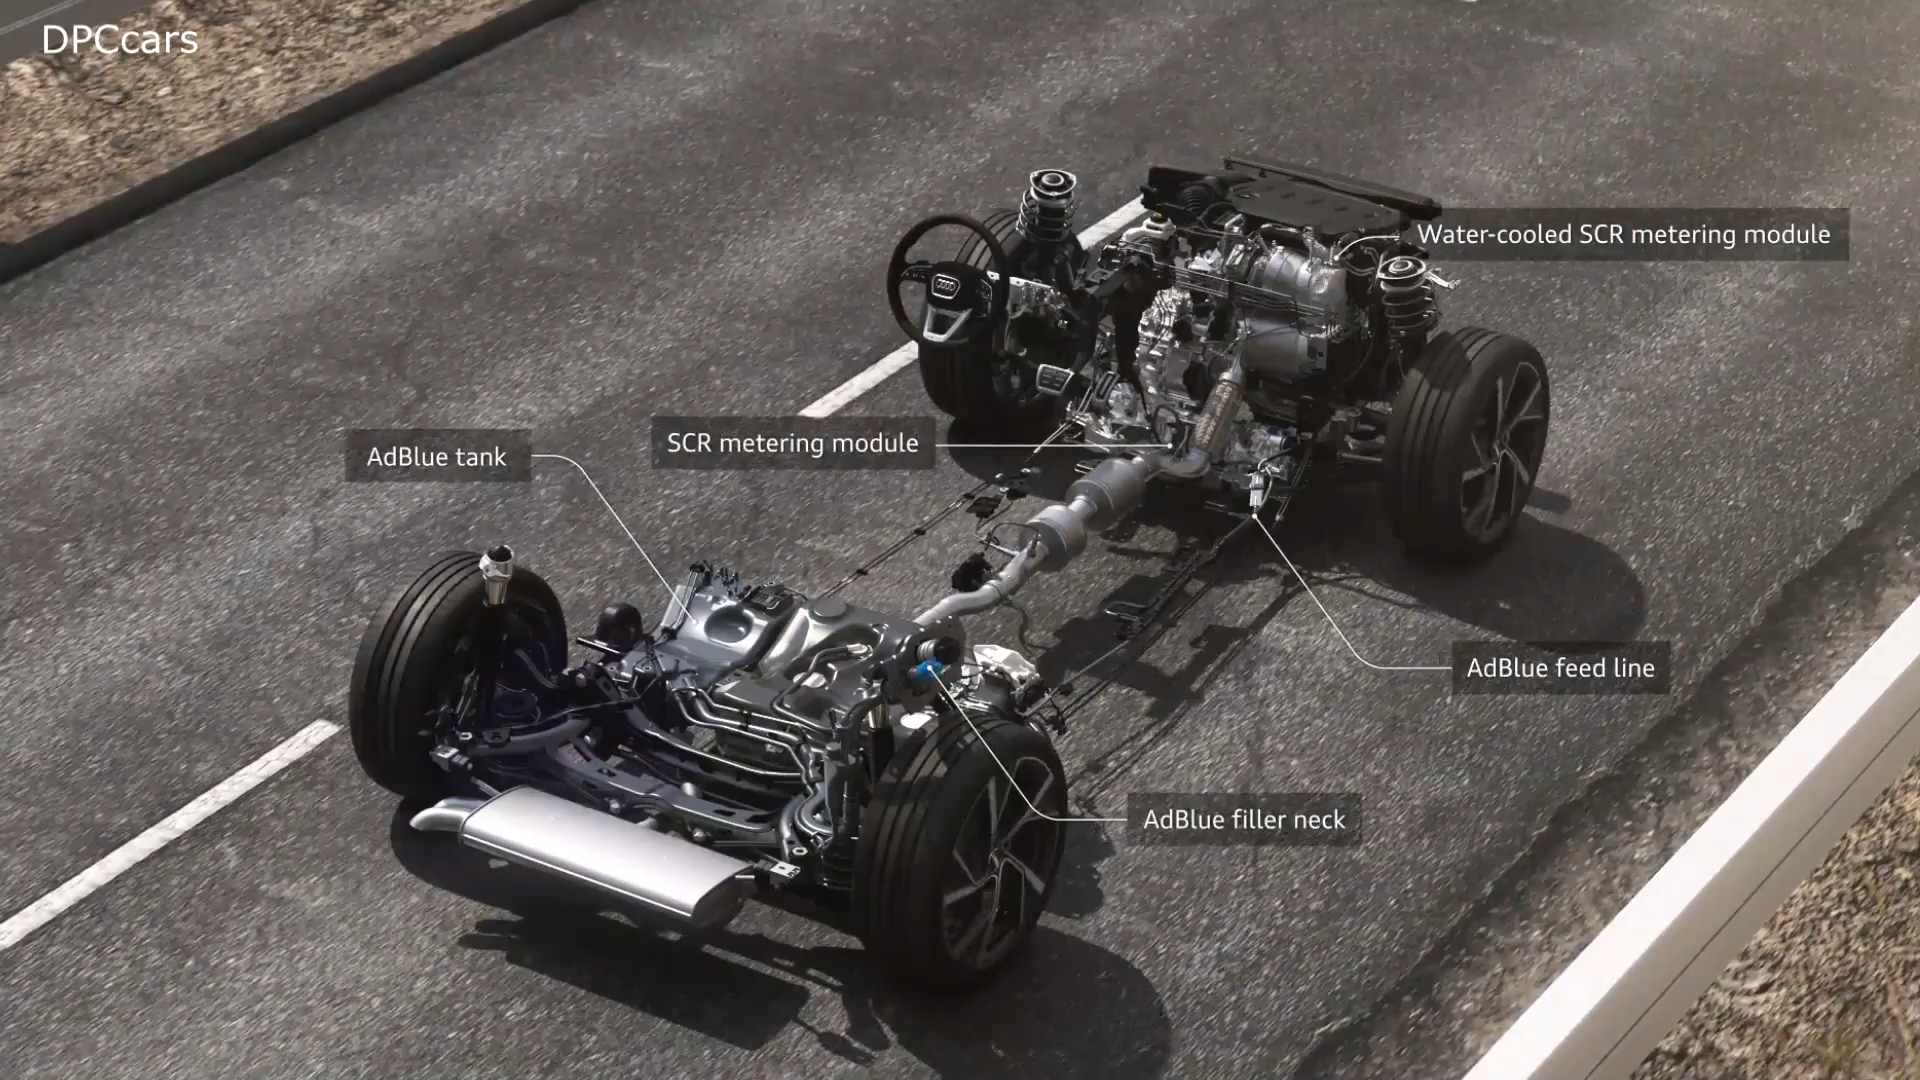 DPCcars
Water-cooled SCR metering module
SCR metering module
AdBlue tank
AdBlue feed line
AdBlue filler neck